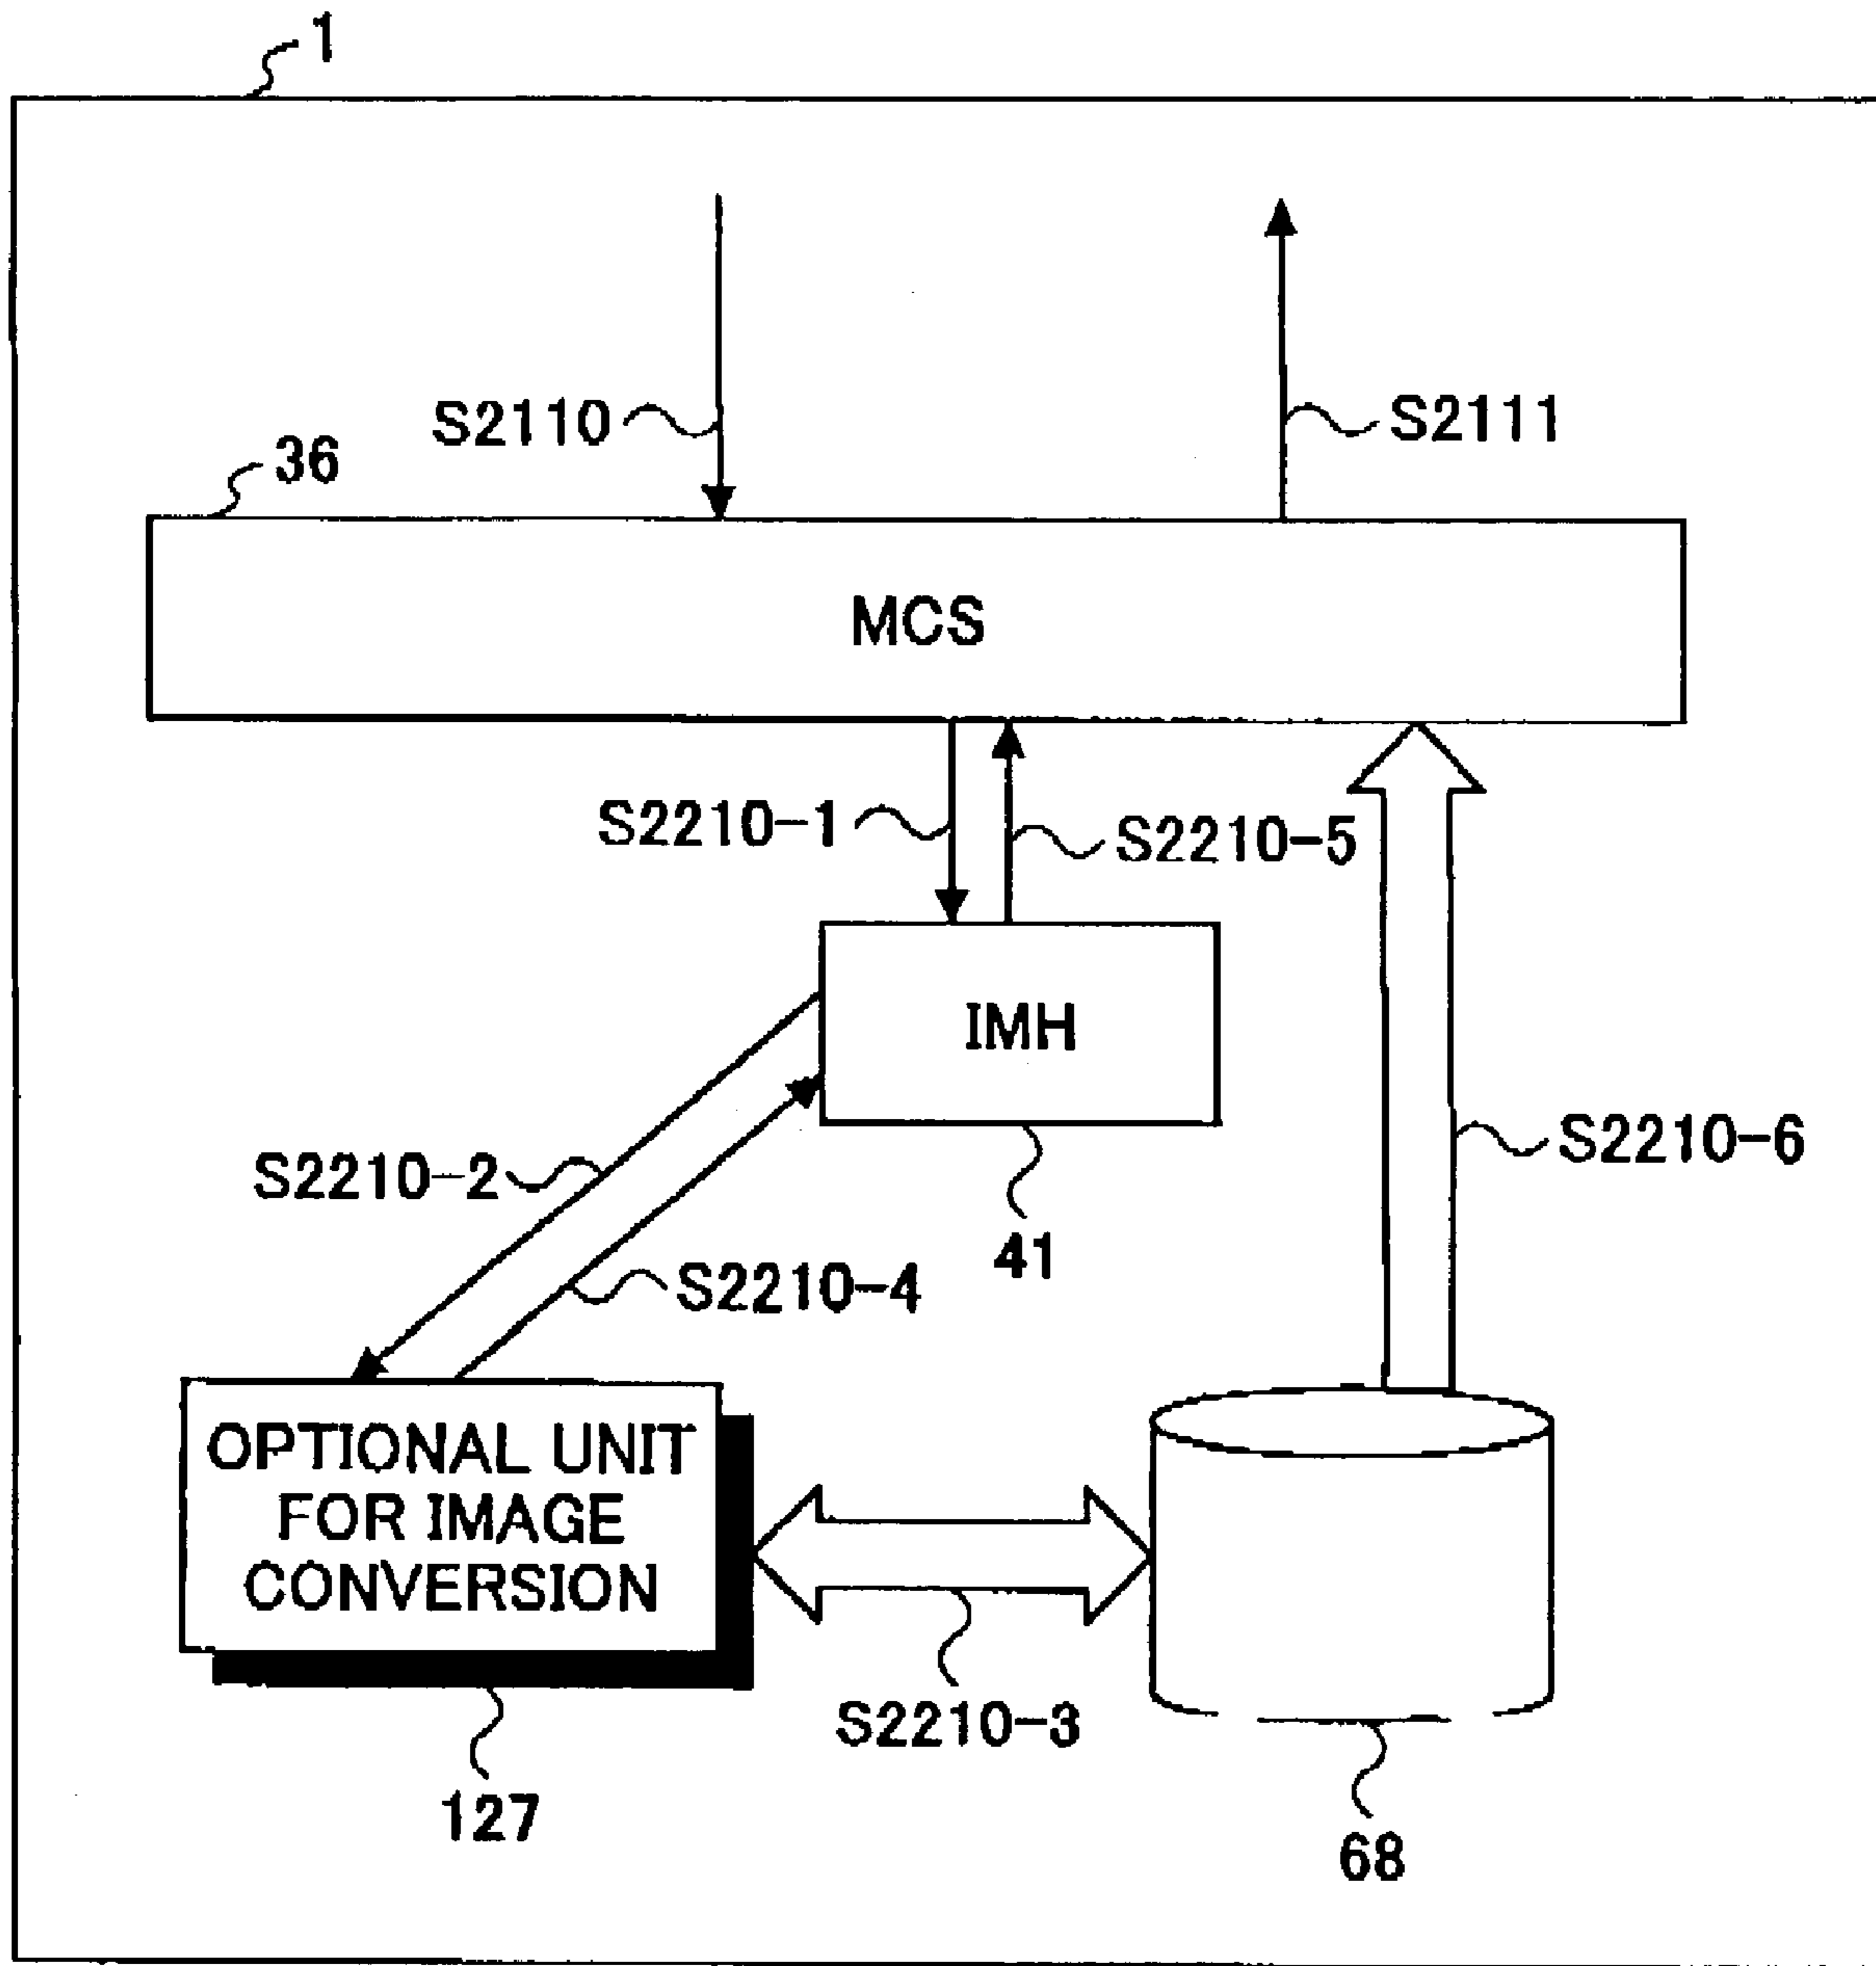 1
S2110
S2111
36
MCS
S2210-1
S2210-5
IMH
S2210-6
S2210-2
41
S2210-4
OPTIONAL UNIT
FOR IMAGE
CONVERSION
S2210-3
127
68